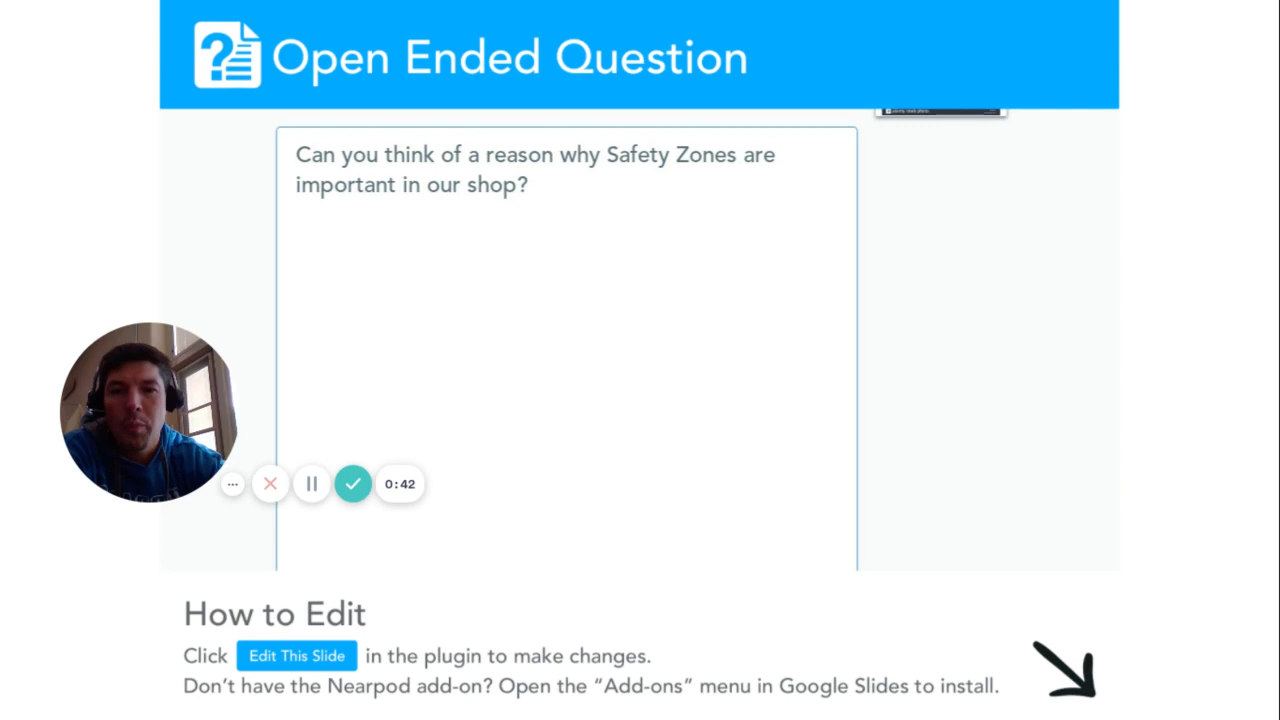 Open Ended Question
Can you think of a reason why Safety Zones are
important in our shop?
0:42
How to Edit
Click Edit This Slide in the plugin to make changes.
Don’t have the Nearpod add-on? Open the “Add-ons” menu in Google Slides to install.